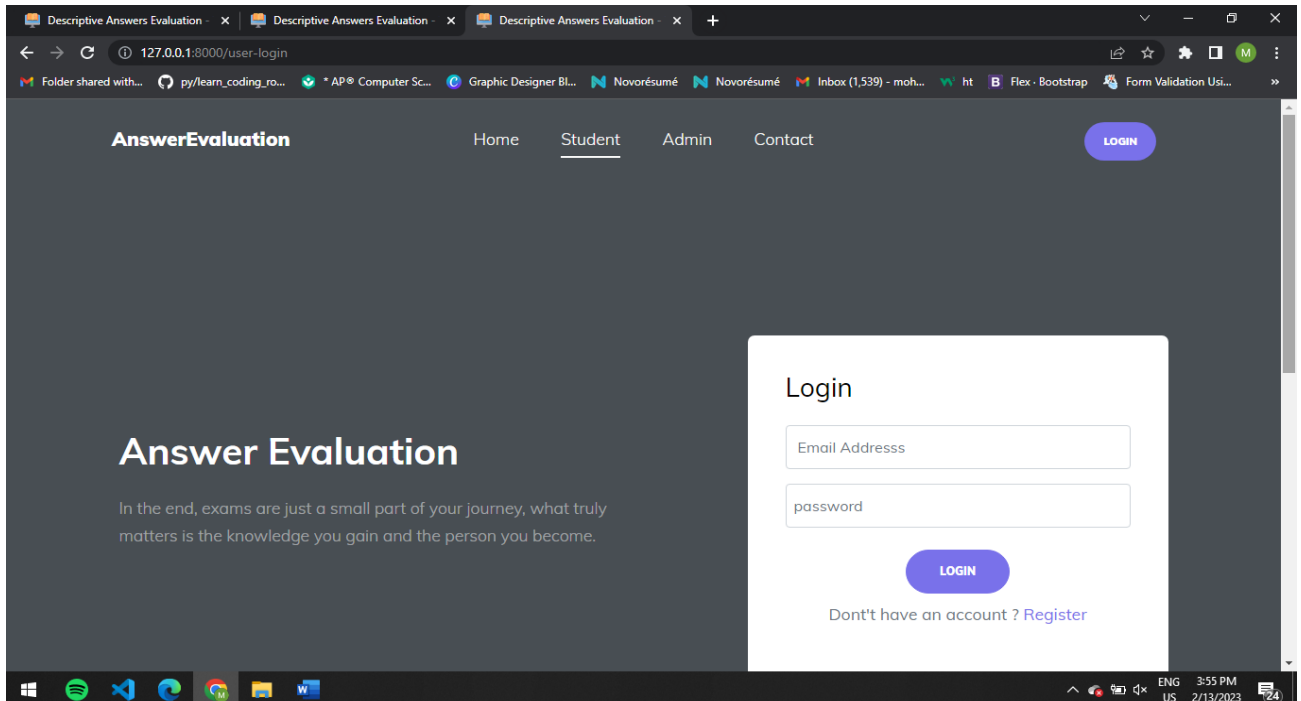 Descriptive Answers Evaluation -
Descriptive Answers Evaluation -
Descriptive Answers Evaluation -
127.0.0.1:8000/user-login
M
Folder shared with...
py/learn_coding_ro...
* AP® Computer Sc...
Graphic Designer Bl...
Novorésumé
Novorésumé
Inbox (1,539) - moh...
ht
B Flex · Bootstrap
Form Validation Usi...
»
AnswerEvaluation
Home
Student
Admin
Contact
LOGIN
Login
Email Addresss
password
LOGIN
Dont't have an account ? Register
Answer Evaluation
In the end, exams are just a small part of your journey, what truly
matters is the knowledge you gain and the person you become.
ENG
US
3:55 PM
2/13/2023
24